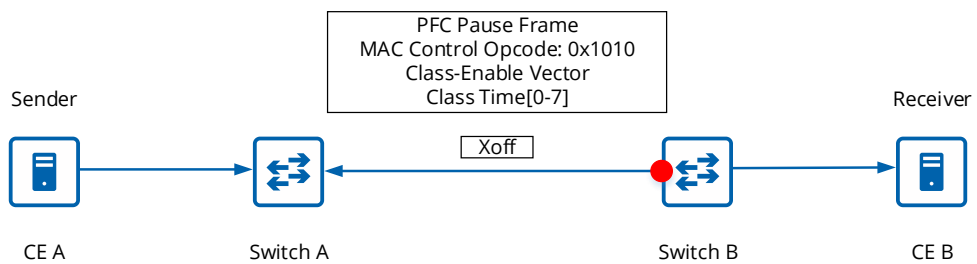 PFC Pause Frame
MAC Control Opcode: 0x1010
Class-Enable Vector
Class Time[0-7]
Sender
Receiver
Xoff
CE A
Switch A
Switch B
CE B